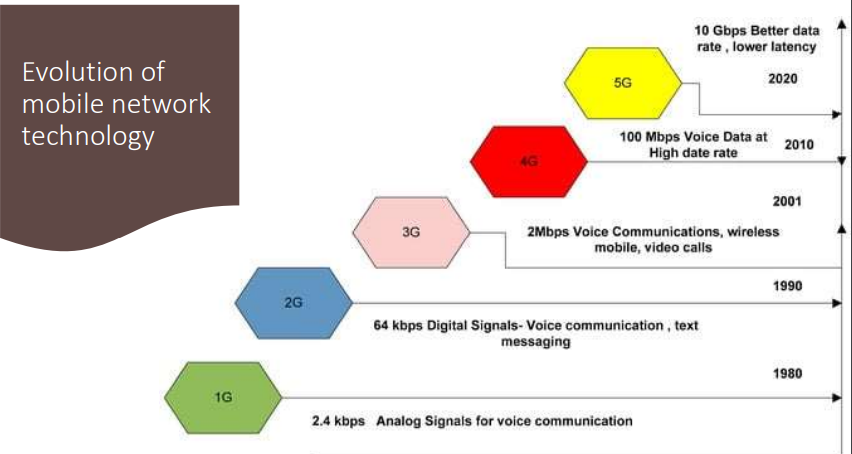 Evolution of
mobile network
technology
10 Gbps Better data
rate , lower latency
5G
2020
100 Mbps Voice Data at
High date rate
2010
4G
2001
3G
2Mbps Voice Communications, wireless
mobile, video calls
1990
2G
64 kbps Digital Signals- Voice communication , text
messaging
1980
1G
2.4 kbps   Analog Signals for voice communication